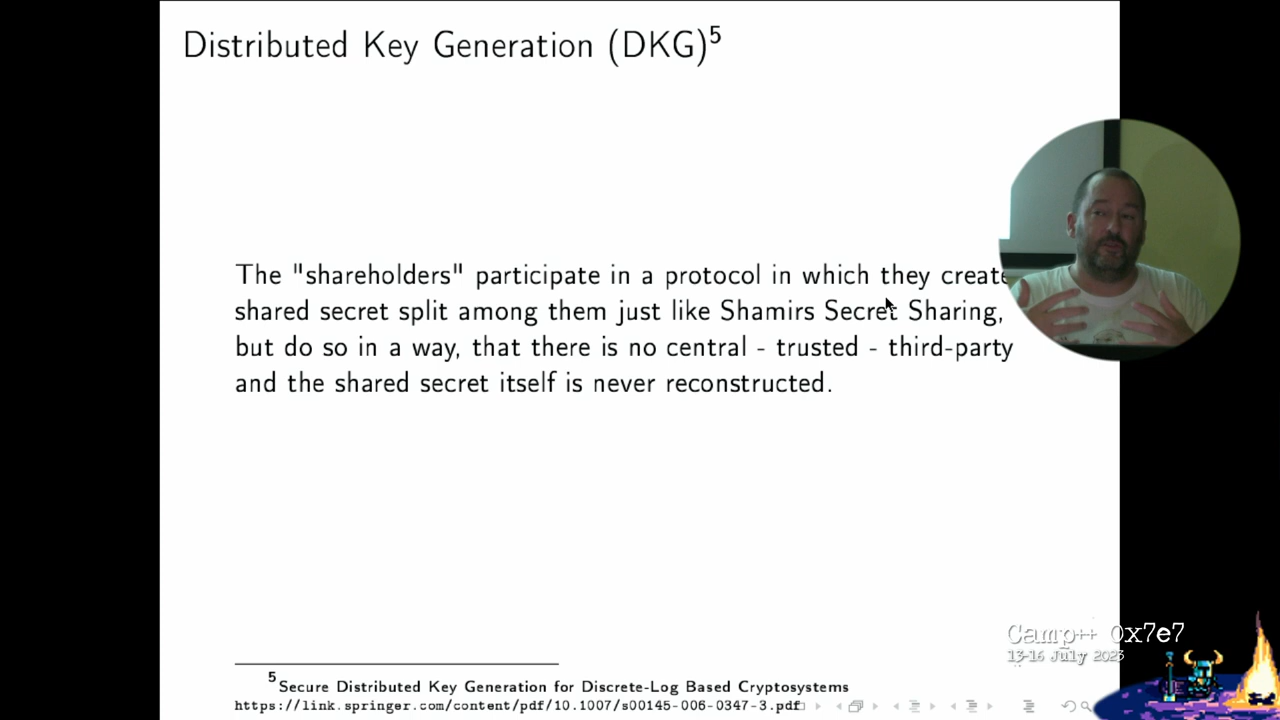 Distributed Key Generation (DKG)5
The "shareholders" participate in a protocol in which they create
shared secret split among them just like Shamirs Secret Sharing,
but do so in a way, that there is no central - trusted - third-party
and the shared secret itself is never reconstructed.
Camp++ 0x7e7
13-16 July 2023
5Secure Distributed Key Generation for Discrete-Log Based Cryptosystems
https://link.springer.com/content/pdf/10.1007/s00145-006-0347-3.pdf